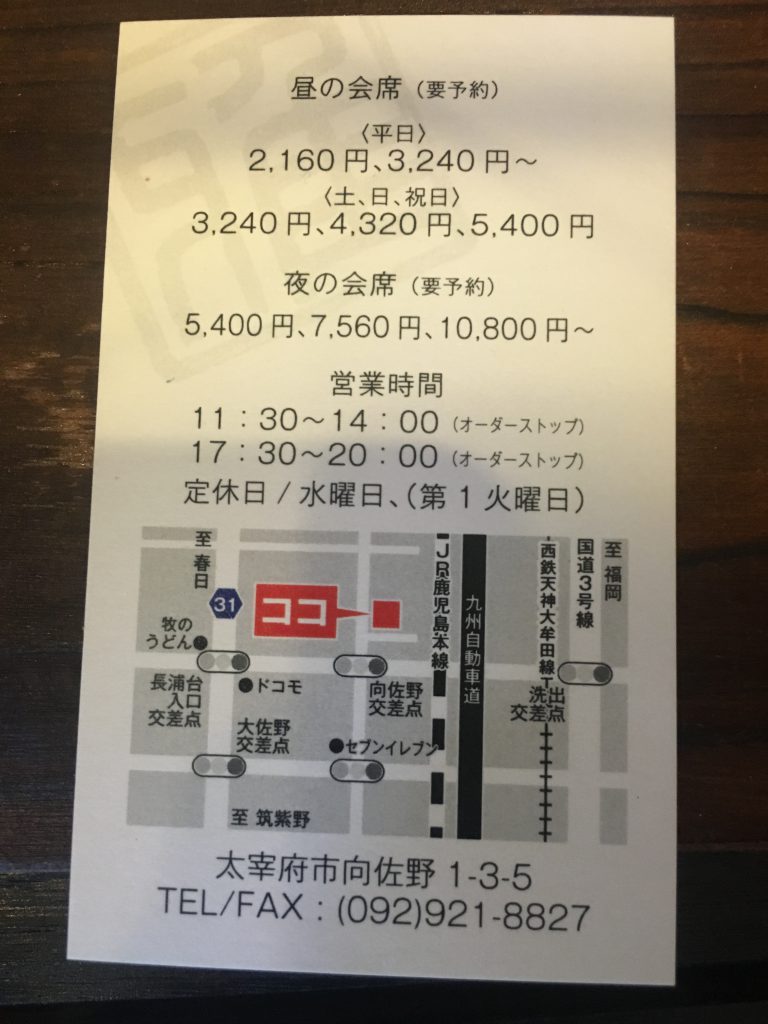 昼の会席（要予約）
〈平日〉
2,160円、3,240円～
〈土、日、祝日〉
3,240円、4,320円、5,400円
夜の会席（要予約）
5,400円、7,560円、10,800円～
営業時間
11：30～14：00（オーダーストップ）
17：30～20：00（オーダーストップ）
定休日/水曜日、（第1火曜日）
至 春日
31
ココ
牧の
うどん
長浦台
入口
交差点
ドコモ
大佐野
交差点
向佐野
交差点
セブンイレブン
至 筑紫野
JR鹿児島本線
九州自動車道
西鉄天神大牟田線
洗出
交差点
国道3号線
至 福岡
太宰府市向佐野 1-3-5
TEL/FAX：(092)921-8827